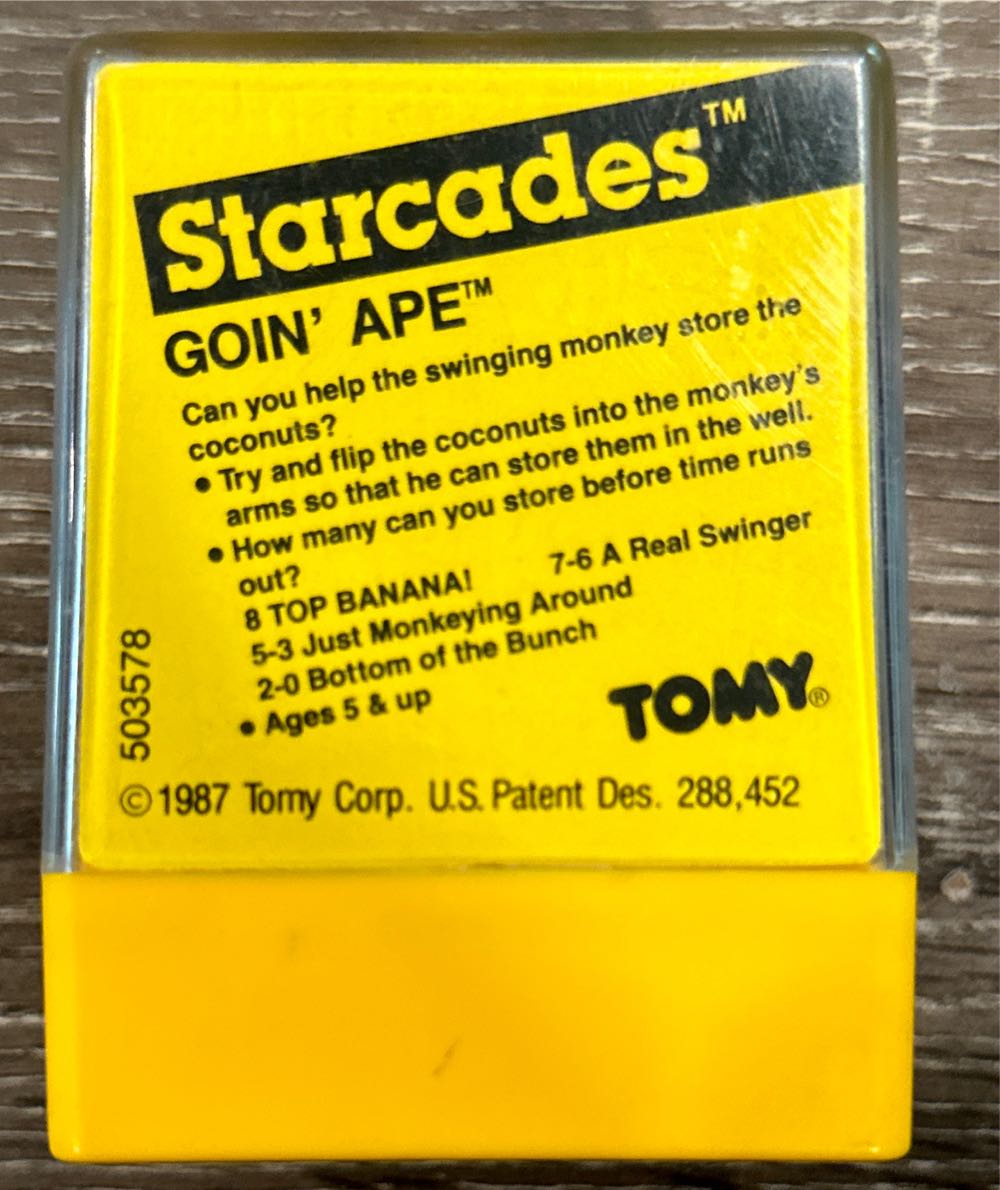 Starcades™
GOIN' APE™
Can you help the swinging monkey store the
coconuts?
• Try and flip the coconuts into the monkey's
arms so that he can store them in the well.
• How many can you store before time runs
out?
8 TOP BANANA! 7-6 A Real Swinger
5-3 Just Monkeying Around
2-0 Bottom of the Bunch
• Ages 5 & up
TOMY®
503578
© 1987 Tomy Corp. U.S. Patent Des. 288,452